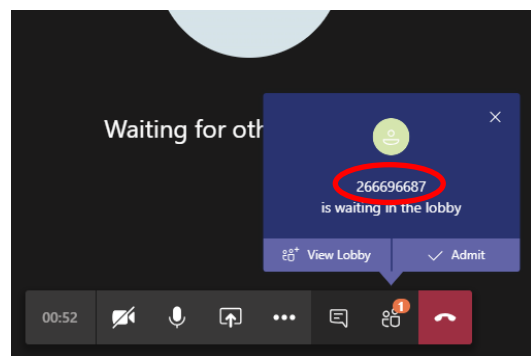 Waiting for oth
266696687
is waiting in the lobby
View Lobby
Admit
00:52
1